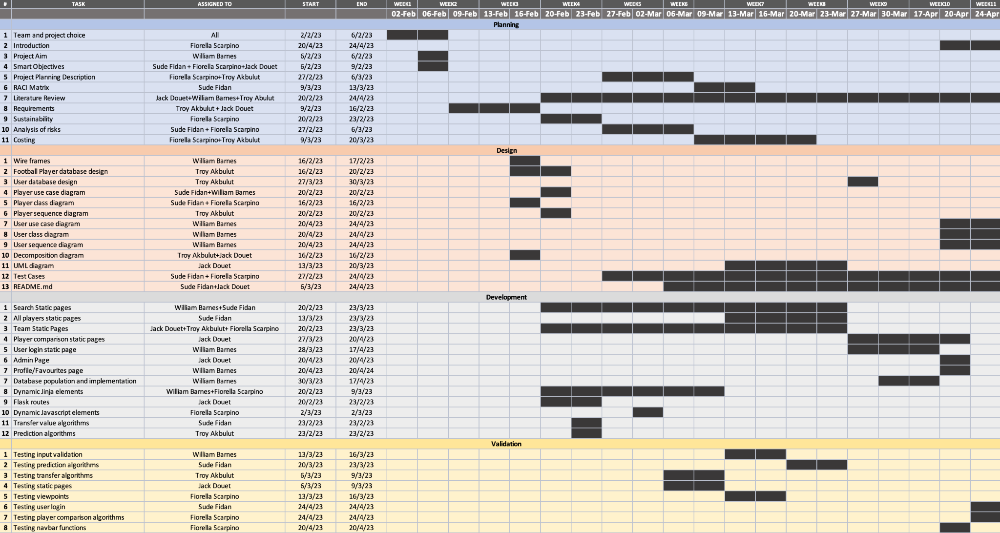 # TASK ASSIGNED TO START END WEEK1 WEEK2 WEEK3 WEEK4 WEEK5 WEEK6 WEEK7 WEEK8 WEEK9 WEEK10 WEEK11
02-Feb 06-Feb 09-Feb 13-Feb 16-Feb 20-Feb 23-Feb 27-Feb 02-Mar 06-Mar 09-Mar 13-Mar 16-Mar 20-Mar 23-Mar 27-Mar 30-Mar 17-Apr 20-Apr 24-Apr
Planning
1 Team and project choice All 2/2/23 6/2/23
2 Introduction Fiorella Scarpino 20/4/23 24/4/23
3 Project Aim William Barnes 6/2/23 6/2/23
4 Smart Objectives Sude Fidan + Fiorella Scarpino+Jack Douet 6/2/23 9/2/23
5 Project Planning Description Fiorella Scarpino+Troy Akbulut 27/2/23 6/3/23
6 RACI Matrix Sude Fidan 9/3/23 13/3/23
7 Literature Review Jack Douet+William Barnes+Troy Abulut 20/2/23 24/4/23
8 Requirements Troy Akbulut + Jack Douet 9/2/23 16/2/23
9 Sustainability Fiorella Scarpino 20/2/23 23/2/23
10 Analysis of risks Sude Fidan + Fiorella Scarpino 27/2/23 6/3/23
11 Costing Fiorella Scarpino+Troy Akbulut 9/3/23 20/3/23
Design
1 Wire frames William Barnes 16/2/23 17/2/23
2 Football Player database design Troy Akbulut 16/2/23 20/2/23
3 User database design Troy Akbulut 27/3/23 30/3/23
4 Player use case diagram Sude Fidan+William Barnes 20/2/23 20/2/23
5 Player class diagram Sude Fidan + Fiorella Scarpino 16/2/23 16/2/23
6 Player sequence diagram Troy Akbulut 20/2/23 20/2/23
7 User use case diagram William Barnes 20/4/23 24/4/23
8 User class diagram William Barnes 20/4/23 24/4/23
9 User sequence diagram William Barnes 20/4/23 24/4/23
10 Decomposition diagram Troy Akbulut+Jack Douet 16/2/23 16/2/23
11 UML diagram Jack Douet 13/3/23 20/3/23
12 Test Cases Sude Fidan + Fiorella Scarpino 27/2/23 24/4/23
13 README.md Sude Fidan+Jack Douet 6/3/23 24/4/23
Development
1 Search Static pages William Barnes+Sude Fidan 20/2/23 23/3/23
2 All players static pages Sude Fidan 13/3/23 23/3/23
3 Team Static Pages Jack Douet+Troy Akbulut+ Fiorella Scarpino 20/2/23 23/3/23
4 Player comparison static pages Jack Douet 27/3/23 20/4/23
5 User login static page William Barnes 28/3/23 17/4/23
6 Admin Page Jack Douet 20/4/23 20/4/23
7 Profile/Favourites page William Barnes 20/4/23 20/4/24
7 Database population and implementation William Barnes 30/3/23 17/4/23
8 Dynamic Jinja elements William Barnes+Fiorella Scarpino 20/2/23 9/3/23
9 Flask routes Jack Douet 20/2/23 23/2/23
10 Dynamic Javascript elements Fiorella Scarpino 2/3/23 2/3/23
11 Transfer value algorithms Sude Fidan 23/2/23 23/2/23
12 Prediction algorithms Troy Akbulut 23/2/23 23/2/23
Validation
1 Testing input validation William Barnes 13/3/23 16/3/23
2 Testing prediction algorithms Sude Fidan 20/3/23 23/3/23
3 Testing transfer algorithms Troy Akbulut 6/3/23 9/3/23
4 Testing static pages Jack Douet 6/3/23 9/3/23
5 Testing viewpoints Fiorella Scarpino 13/3/23 16/3/23
6 Testing user login Sude Fidan 24/4/23 24/4/23
7 Testing player comparison algorithms Fiorella Scarpino 24/4/23 24/4/23
8 Testing navbar functions Fiorella Scarpino 20/4/23 20/4/23